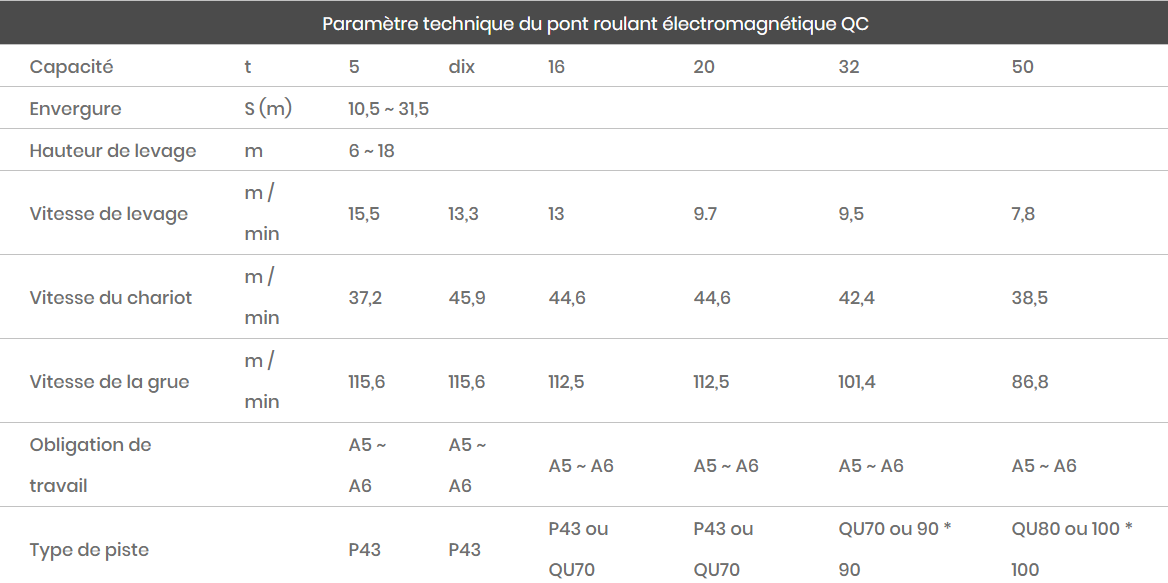 Paramètre technique du pont roulant électromagnétique QC
Capacité t 5 dix 16 20 32 50
Envergure S (m) 10,5 ~ 31,5
Hauteur de levage m 6 ~ 18
m /
Vitesse de levage 15,5 13,3 13 9.7 9,5 7,8
min
m /
Vitesse du chariot 37,2 45,9 44,6 44,6 42,4 38,5
min
m /
Vitesse de la grue 115,6 115,6 112,5 112,5 101,4 86,8
min
Obligation de A5 ~ A5 ~
A5 ~ A6 A5 ~ A6 A5 ~ A6 A5 ~ A6
travail A6 A6
P43 ou P43 ou QU70 ou 90 * QU80 ou 100 *
Type de piste P43 P43
QU70 QU70 90 100